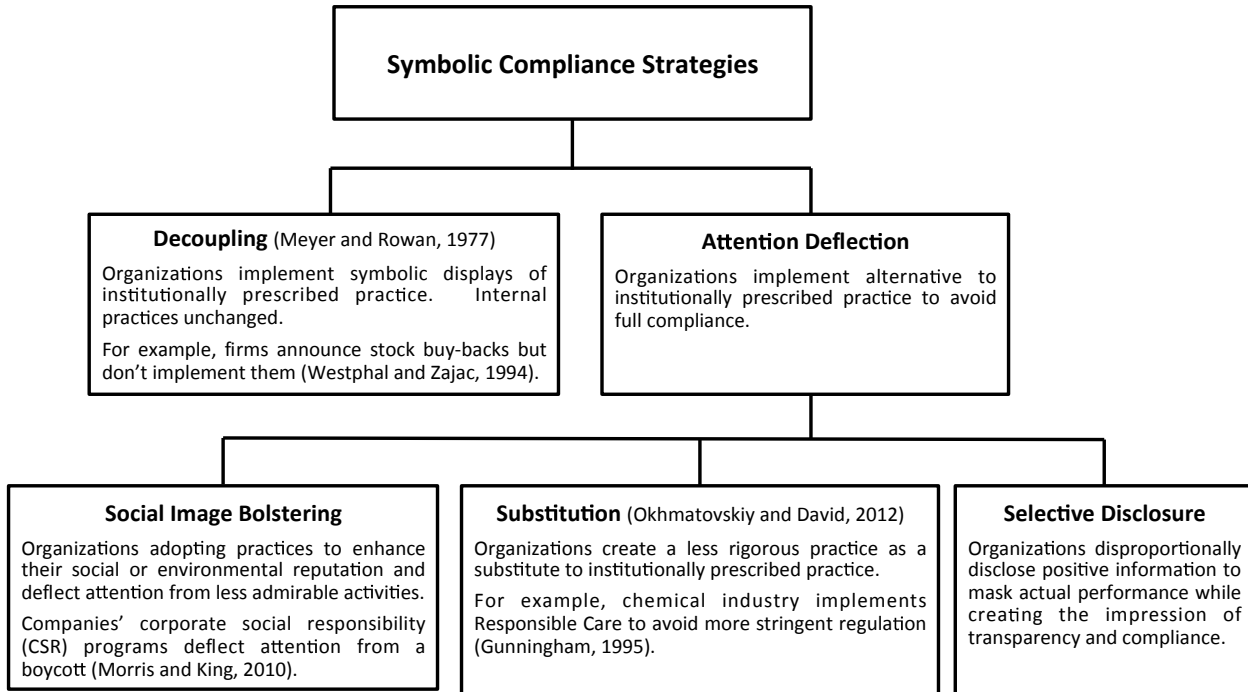 Symbolic Compliance Strategies
Decoupling (Meyer and Rowan, 1977)
Organizations implement symbolic displays of
institutionally prescribed practice. Internal
practices unchanged.
For example, firms announce stock buy-backs but
don't implement them (Westphal and Zajac, 1994).
Attention Deflection
Organizations implement alternative to
institutionally prescribed practice to avoid
full compliance.
Social Image Bolstering
Organizations adopting practices to enhance
their social or environmental reputation and
deflect attention from less admirable activities.
Companies' corporate social responsibility
(CSR) programs deflect attention from a
boycott (Morris and King, 2010).
Substitution (Okhmatovskiy and David, 2012)
Organizations create a less rigorous practice as a
substitute to institutionally prescribed practice.
For example, chemical industry implements
Responsible Care to avoid more stringent regulation
(Gunningham, 1995).
Selective Disclosure
Organizations disproportionally
disclose positive information to
mask actual performance while
creating the impression of
transparency and compliance.